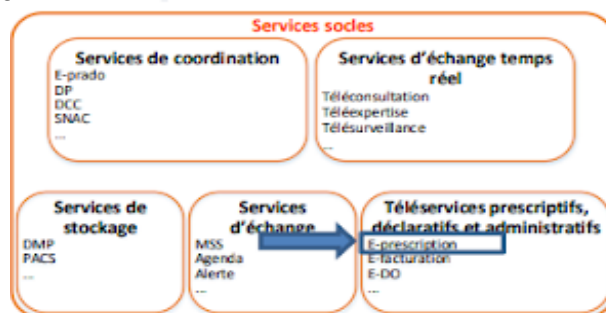 Services socles
Services de coordination
E-prado
DP
DCC
SNAC
...
Services d'échange temps
réel
Téléconsultation
Téléexpertise
Télésurveillance
...
Services de
stockage
DMP
PACS
...
Services
d'échange
MSS
Agenda
Alerte
...
Téléservices prescriptifs,
déclaratifs et administratifs
E-prescription
E-facturation
E-DO
...